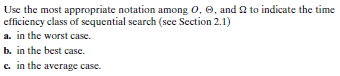 Use the most appropriate notation among O, Θ, and Ω to indicate the time
efficiency class of sequential search (see Section 2.1)
a. in the worst case.
b. in the best case.
c. in the average case.